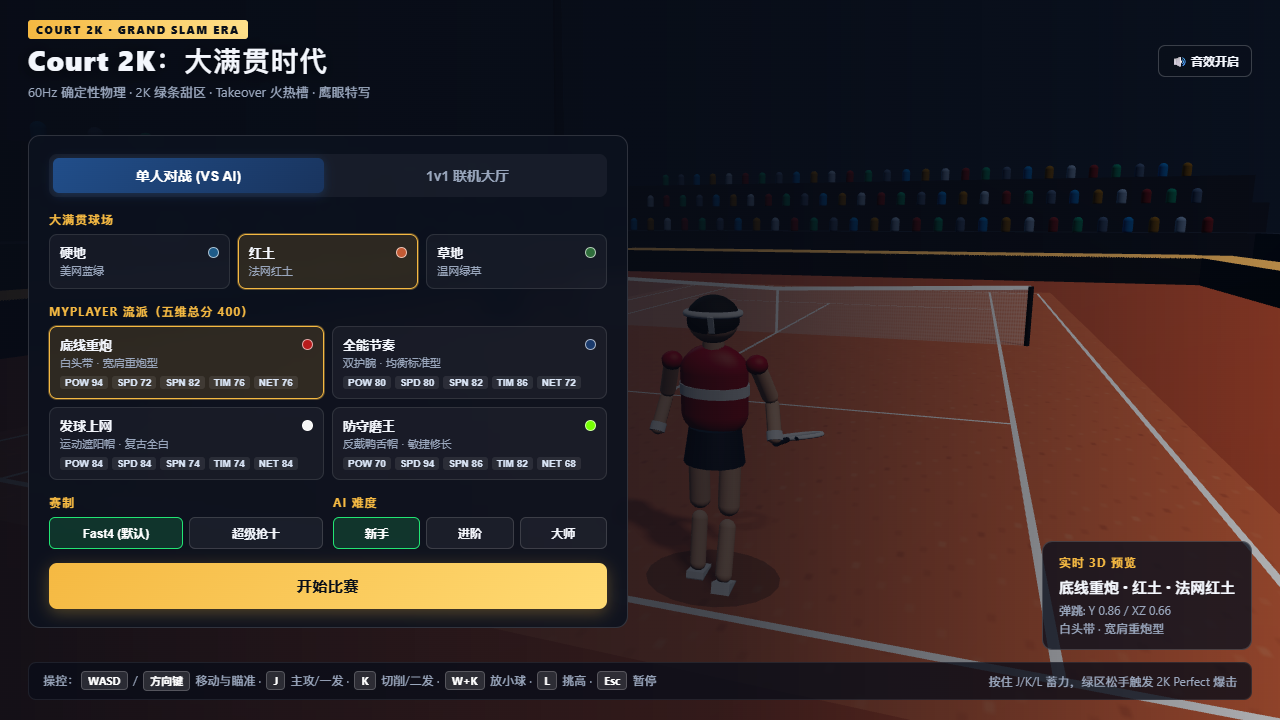 COURT 2K · GRAND SLAM ERA
Court 2K：大满贯时代
60Hz 确定性物理 · 2K 绿条甜区 · Takeover 火热槽 · 鹰眼特写
音效开启
单人对战 (VS AI)
1v1 联机大厅
大满贯球场
硬地
美网蓝绿
红土
法网红土
草地
温网绿草
MYPLAYER 流派（五维总分 400）
底线重炮
白头带 · 宽肩重炮型
POW 94 SPD 72 SPN 82 TIM 76 NET 76
全能节奏
双护腕 · 均衡标准型
POW 80 SPD 80 SPN 82 TIM 86 NET 72
发球上网
运动遮阳帽 · 复古全白
POW 84 SPD 84 SPN 74 TIM 74 NET 84
防守磨王
反戴鸭舌帽 · 敏捷修长
POW 70 SPD 94 SPN 86 TIM 82 NET 68
赛制
Fast4 (默认)
超级抢十
AI 难度
新手
进阶
大师
开始比赛
实时 3D 预览
底线重炮 · 红土 · 法网红土
弹跳: Y 0.86 / XZ 0.66
白头带 · 宽肩重炮型
操控： WASD / 方向键 移动与瞄准 · J 主攻/一发 · K 切削/二发 · W+K 放小球 · L 挑高 · Esc 暂停
按住 J/K/L 蓄力，绿区松手触发 2K Perfect 爆击